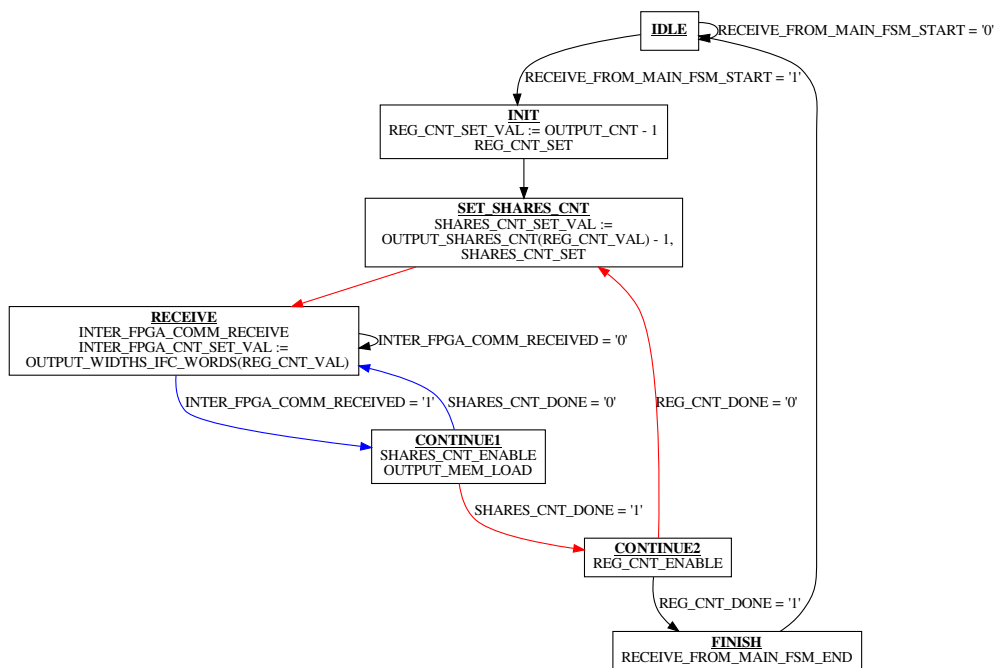 IDLE
RECEIVE_FROM_MAIN_FSM_START = '0'
RECEIVE_FROM_MAIN_FSM_START = '1'
INIT
REG_CNT_SET_VAL := OUTPUT_CNT - 1
REG_CNT_SET
SET_SHARES_CNT
SHARES_CNT_SET_VAL :=
OUTPUT_SHARES_CNT(REG_CNT_VAL) - 1,
SHARES_CNT_SET
RECEIVE
INTER_FPGA_COMM_RECEIVE
INTER_FPGA_CNT_SET_VAL :=
OUTPUT_WIDTHS_IFC_WORDS(REG_CNT_VAL)
INTER_FPGA_COMM_RECEIVED = '0'
INTER_FPGA_COMM_RECEIVED = '1'
SHARES_CNT_DONE = '0'
REG_CNT_DONE = '0'
CONTINUE1
SHARES_CNT_ENABLE
OUTPUT_MEM_LOAD
SHARES_CNT_DONE = '1'
CONTINUE2
REG_CNT_ENABLE
REG_CNT_DONE = '1'
FINISH
RECEIVE_FROM_MAIN_FSM_END